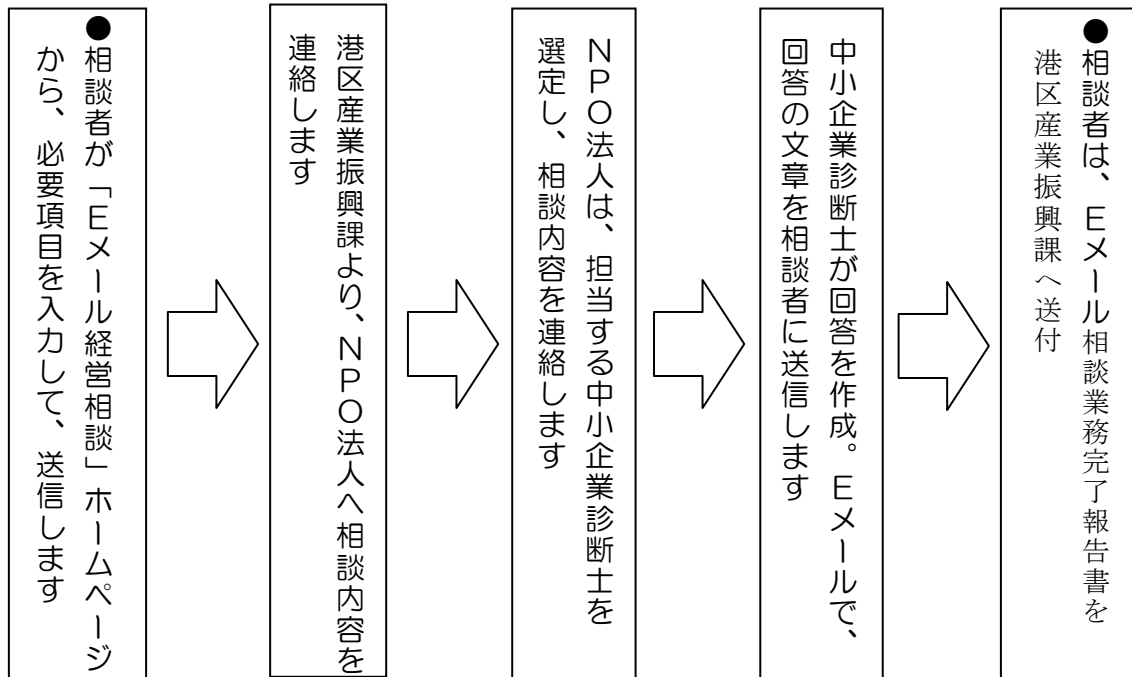 ●相談者が「Eメール経営相談」ホームページ
から、必要項目を入力して、送信します
港区産業振興課より、NPO法人へ相談内容を
連絡します
NPO法人は、担当する中小企業診断士を
選定し、相談内容を連絡します
中小企業診断士が回答を作成。Eメールで、
回答の文章を相談者に送信します
●相談者は、Eメール相談業務完了報告書を
港区産業振興課へ送付